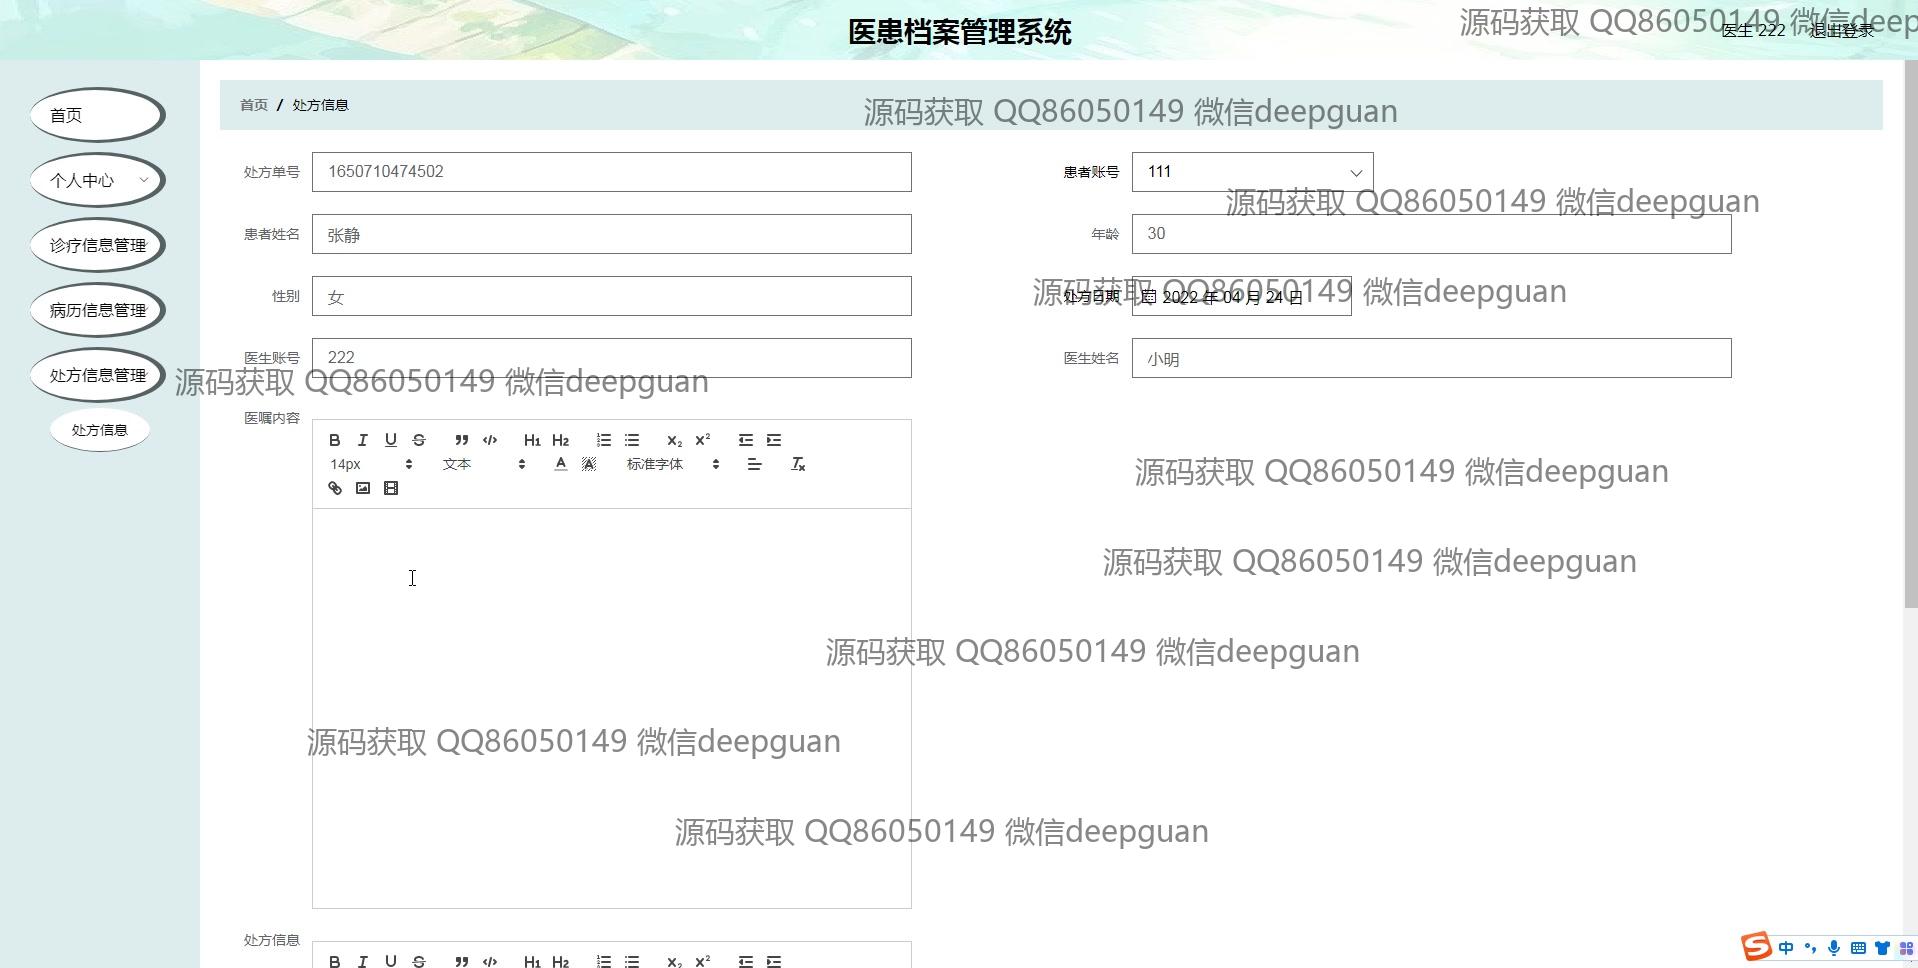 医患档案管理系统
源码获取 QQ86050149 微信deep
医生 222 退出登录
首页
个人中心
诊疗信息管理
病历信息管理
处方信息管理
处方信息
首页 / 处方信息
源码获取 QQ86050149 微信deepguan
处方单号 1650710474502
患者账号 111
源码获取 QQ86050149 微信deepguan
患者姓名 张静
年龄 30
性别 女
处方日期 2022 年 04 月 24 日
源码获取 QQ86050149 微信deepguan
医生账号 222
医生姓名 小明
源码获取 QQ86050149 微信deepguan
医嘱内容
B I U S H1 H2 x2 x2
14px 文本 A A 标准字体 Tx
源码获取 QQ86050149 微信deepguan
源码获取 QQ86050149 微信deepguan
源码获取 QQ86050149 微信deepguan
源码获取 QQ86050149 微信deepguan
源码获取 QQ86050149 微信deepguan
处方信息
B I U S H1 H2 x2 x2
中